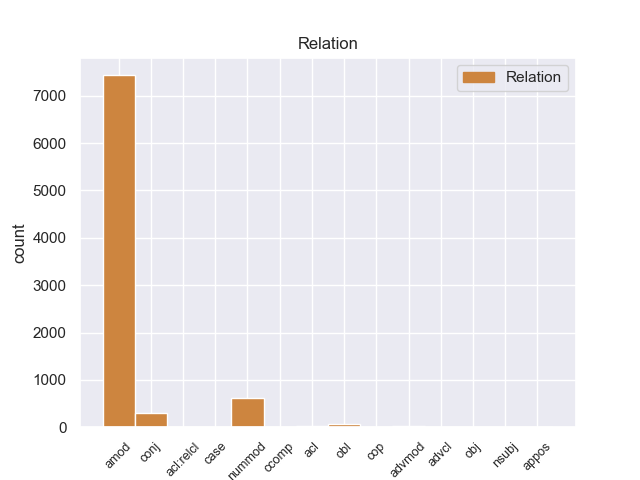 Relation
Relation
count
7000
6000
5000
4000
3000
2000
1000
0
amod
conj
acl:relcl
case
nummod
ccomp
acl
obl
cop
advmod
advcl
obj
nsubj
appos